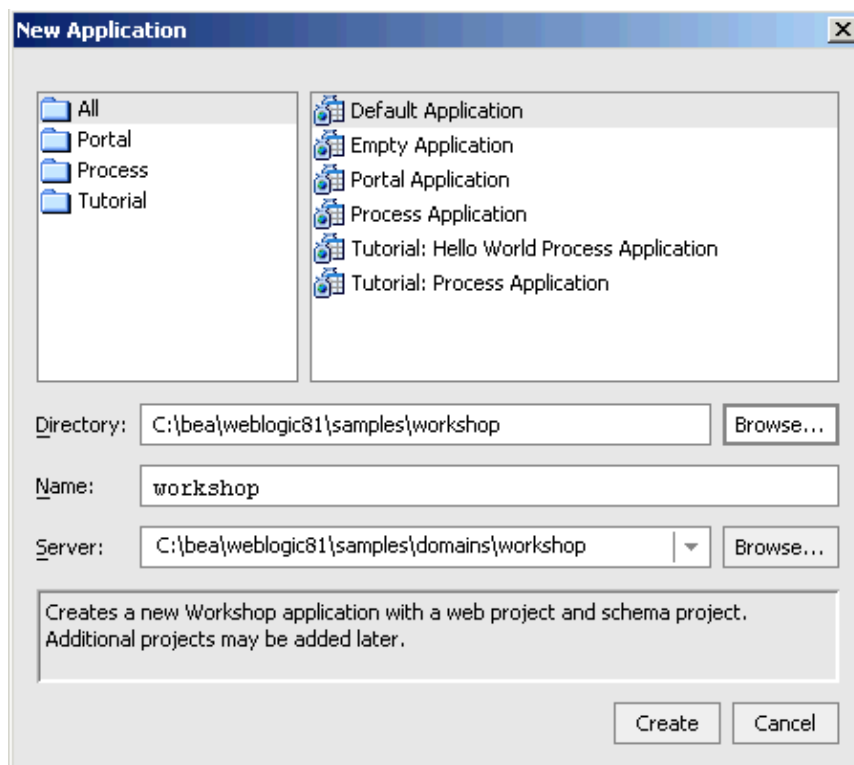 New Application
All
Portal
Process
Tutorial
Default Application
Empty Application
Portal Application
Process Application
Tutorial: Hello World Process Application
Tutorial: Process Application
Directory: C:\bea\weblogic81\samples\workshop Browse...
Name: workshop
Server: C:\bea\weblogic81\samples\domains\workshop Browse...
Creates a new Workshop application with a web project and schema project.
Additional projects may be added later.
Create Cancel